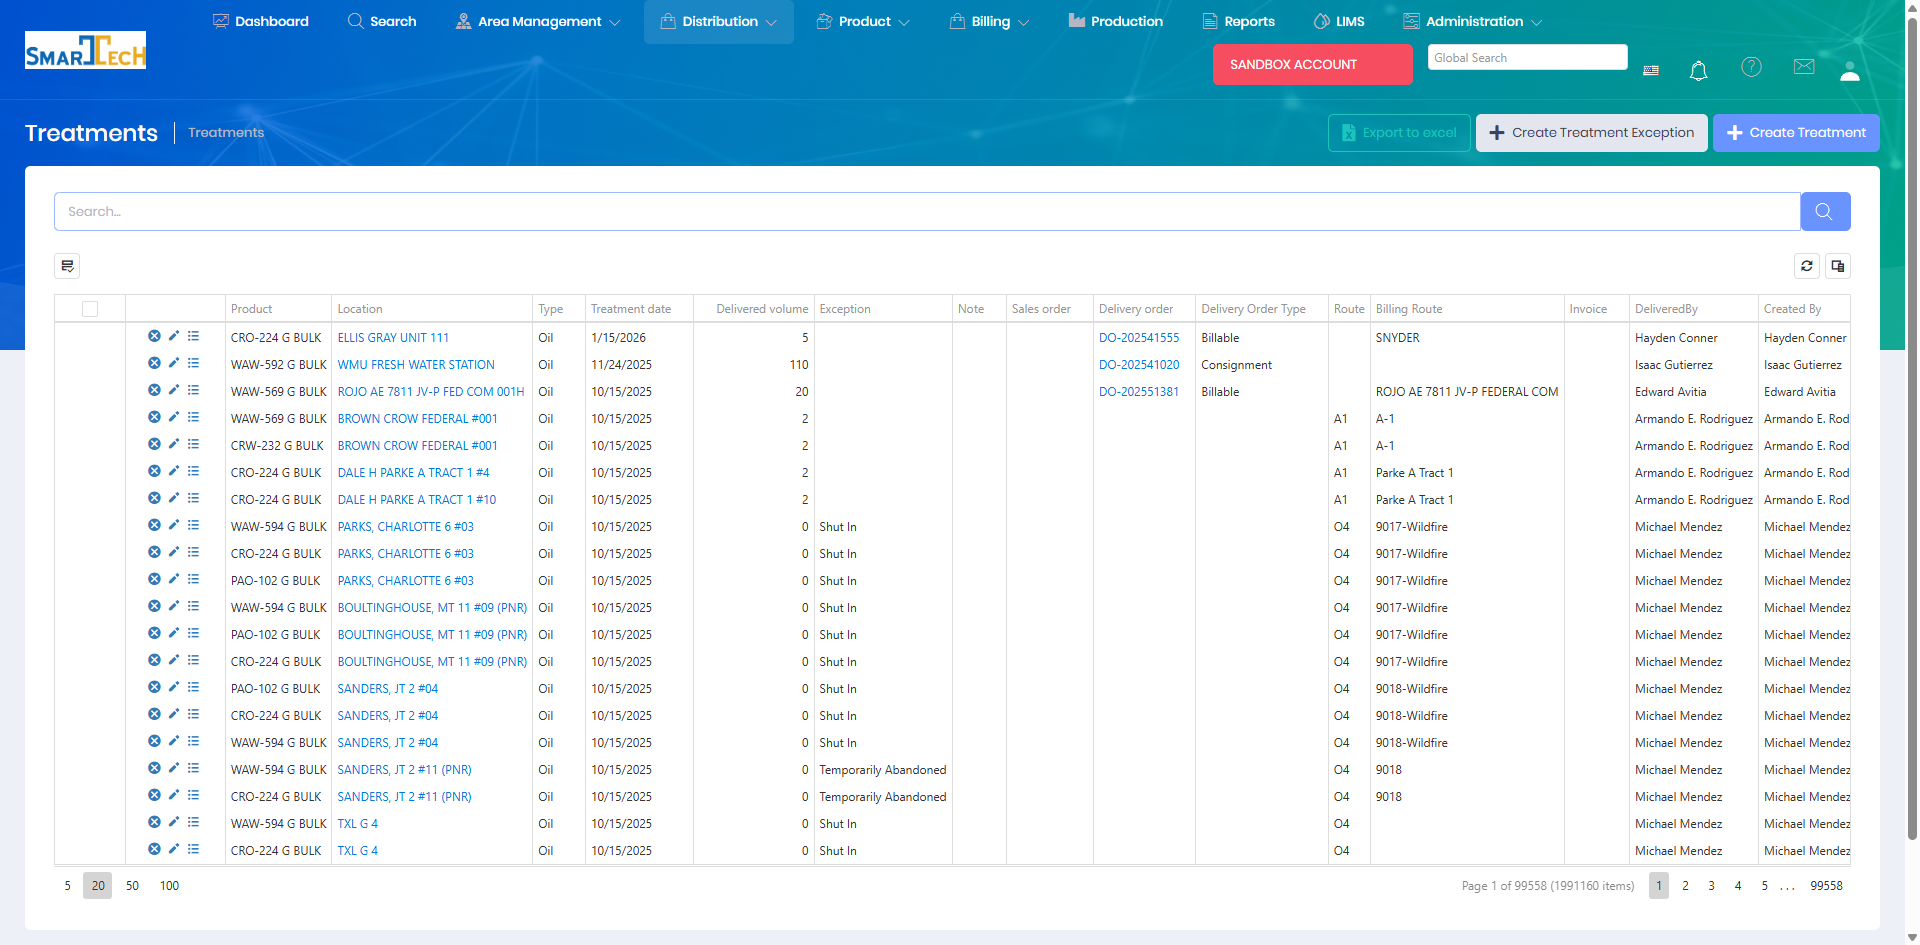 Dashboard Search Area Management Distribution Product Billing Production Reports LIMS Administration
SMARTECH
SANDBOX ACCOUNT Global Search
Treatments Treatments Export to excel Create Treatment Exception Create Treatment
Search...
Product Location Type Treatment date Delivered volume Exception Note Sales order Delivery order Delivery Order Type Route Billing Route Invoice DeliveredBy Created By
CRO-224 G BULK ELLIS GRAY UNIT 111 Oil 1/15/2026 5 DO-202541555 Billable SNYDER Hayden Conner Hayden Conner
WAW-592 G BULK WMU FRESH WATER STATION Oil 11/24/2025 110 DO-202541020 Consignment Isaac Gutierrez Isaac Gutierrez
WAW-569 G BULK ROJO AE 7811 JV-P FED COM 001H Oil 10/15/2025 20 DO-202551381 Billable ROJO AE 7811 JV-P FEDERAL COM Edward Avitia Edward Avitia
WAW-569 G BULK BROWN CROW FEDERAL #001 Oil 10/15/2025 2 A1 A-1 Armando E. Rodriguez Armando E. Rod
CRW-232 G BULK BROWN CROW FEDERAL #001 Oil 10/15/2025 2 A1 A-1 Armando E. Rodriguez Armando E. Rod
CRO-224 G BULK DALE H PARKE A TRACT 1 #4 Oil 10/15/2025 2 A1 Parke A Tract 1 Armando E. Rodriguez Armando E. Rod
CRO-224 G BULK DALE H PARKE A TRACT 1 #10 Oil 10/15/2025 2 A1 Parke A Tract 1 Armando E. Rodriguez Armando E. Rod
WAW-594 G BULK PARKS, CHARLOTTE 6 #03 Oil 10/15/2025 0 Shut In O4 9017-Wildfire Michael Mendez Michael Mendez
CRO-224 G BULK PARKS, CHARLOTTE 6 #03 Oil 10/15/2025 0 Shut In O4 9017-Wildfire Michael Mendez Michael Mendez
PAO-102 G BULK PARKS, CHARLOTTE 6 #03 Oil 10/15/2025 0 Shut In O4 9017-Wildfire Michael Mendez Michael Mendez
WAW-594 G BULK BOULTINGHOUSE, MT 11 #09 (PNR) Oil 10/15/2025 0 Shut In O4 9017-Wildfire Michael Mendez Michael Mendez
PAO-102 G BULK BOULTINGHOUSE, MT 11 #09 (PNR) Oil 10/15/2025 0 Shut In O4 9017-Wildfire Michael Mendez Michael Mendez
CRO-224 G BULK BOULTINGHOUSE, MT 11 #09 (PNR) Oil 10/15/2025 0 Shut In O4 9017-Wildfire Michael Mendez Michael Mendez
PAO-102 G BULK SANDERS, JT 2 #04 Oil 10/15/2025 0 Shut In O4 9018-Wildfire Michael Mendez Michael Mendez
CRO-224 G BULK SANDERS, JT 2 #04 Oil 10/15/2025 0 Shut In O4 9018-Wildfire Michael Mendez Michael Mendez
WAW-594 G BULK SANDERS, JT 2 #04 Oil 10/15/2025 0 Shut In O4 9018-Wildfire Michael Mendez Michael Mendez
WAW-594 G BULK SANDERS, JT 2 #11 (PNR) Oil 10/15/2025 0 Temporarily Abandoned O4 9018 Michael Mendez Michael Mendez
CRO-224 G BULK SANDERS, JT 2 #11 (PNR) Oil 10/15/2025 0 Temporarily Abandoned O4 9018 Michael Mendez Michael Mendez
WAW-594 G BULK TXL G 4 Oil 10/15/2025 0 Shut In O4 Michael Mendez Michael Mendez
CRO-224 G BULK TXL G 4 Oil 10/15/2025 0 Shut In O4 Michael Mendez Michael Mendez
5 20 50 100 Page 1 of 99558 (1991160 items) 1 2 3 4 5 ... 99558